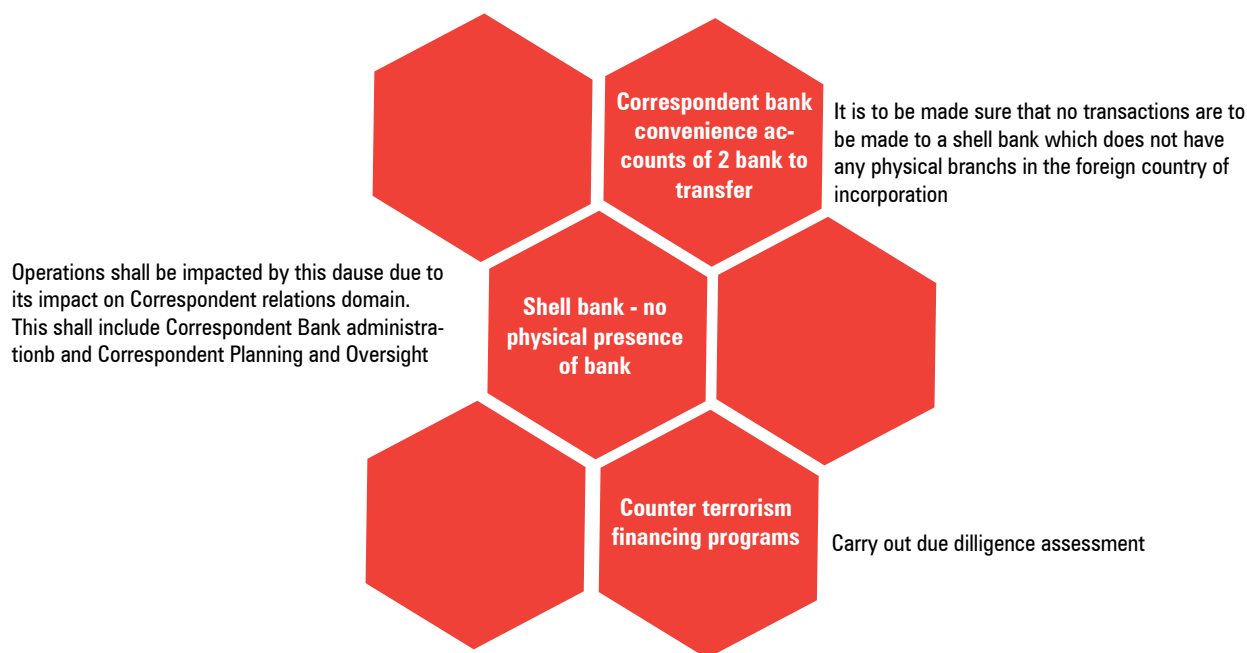 Correspondent bank
convenience ac-
counts of 2 bank to
transfer
It is to be made sure that no transactions are to
be made to a shell bank which does not have
any physical branchs in the foreign country of
incorporation
Operations shall be impacted by this dause due to
its impact on Correspondent relations domain.
This shall include Correspondent Bank administra-
tionb and Correspondent Planning and Oversight
Shell bank - no
physical presence
of bank
Counter terrorism
financing programs
Carry out due dilligence assessment